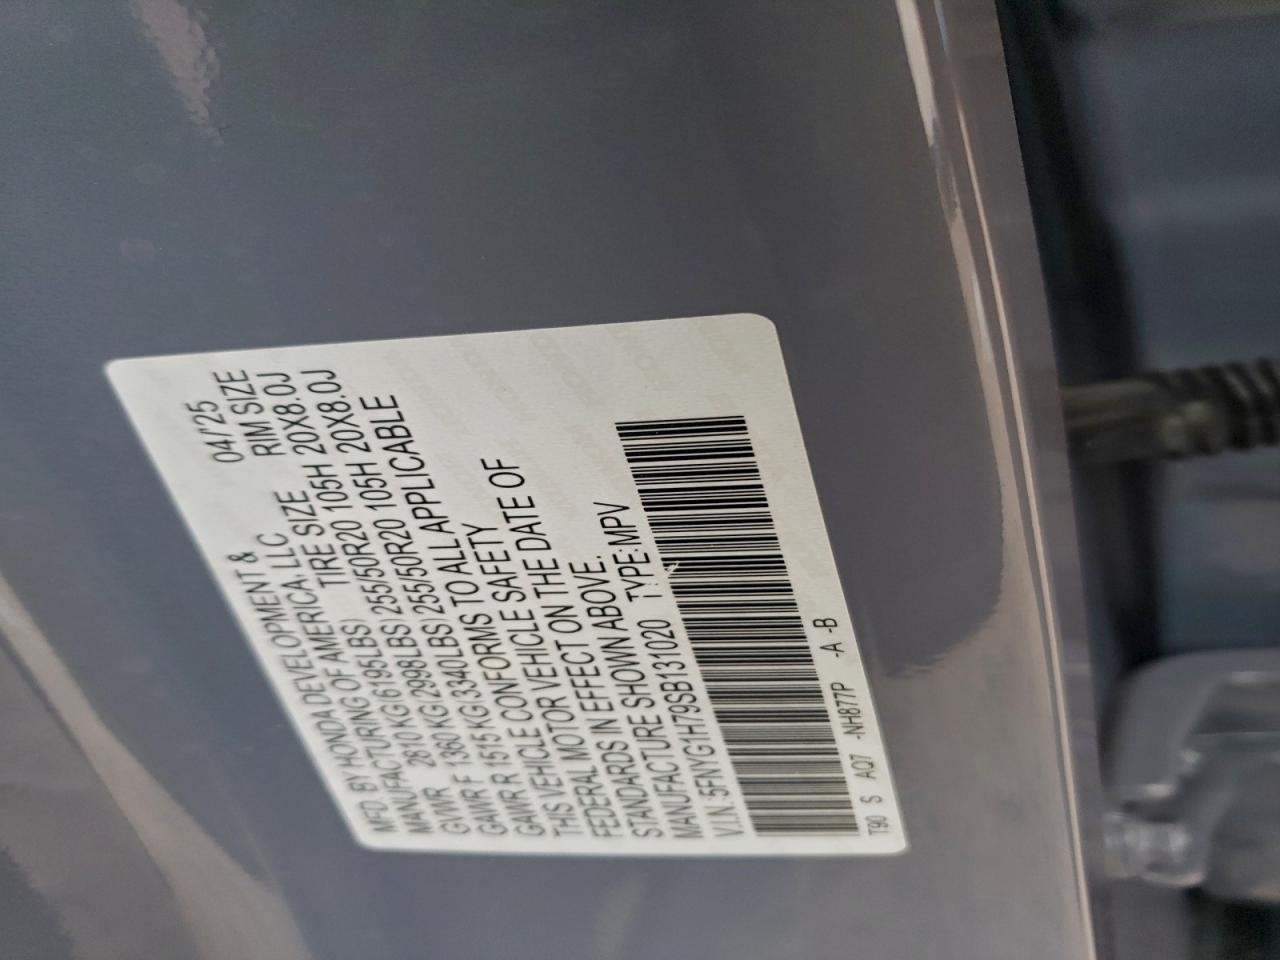 MFD. BY HONDA DEVELOPMENT & 04/'25
MANUFACTURING OF AMERICA, LLC RIM SIZE
GVWR 2810 KG (6195LBS) TIRE SIZE 20X8.0J
GAWR F 1360 KG (2998LBS) 255/50R20 105H 20X8.0J
GAWR R 1515 KG (3340LBS) 255/50R20 105H
THIS VEHICLE CONFORMS TO ALL APPLICABLE
FEDERAL MOTOR VEHICLE SAFETY
STANDARDS IN EFFECT ON THE DATE OF
MANUFACTURE SHOWN ABOVE.
V.I.N.:5FNYG1H79SB131020 TYPE:MPV
T90 S AQ7 -NH877P -A -B